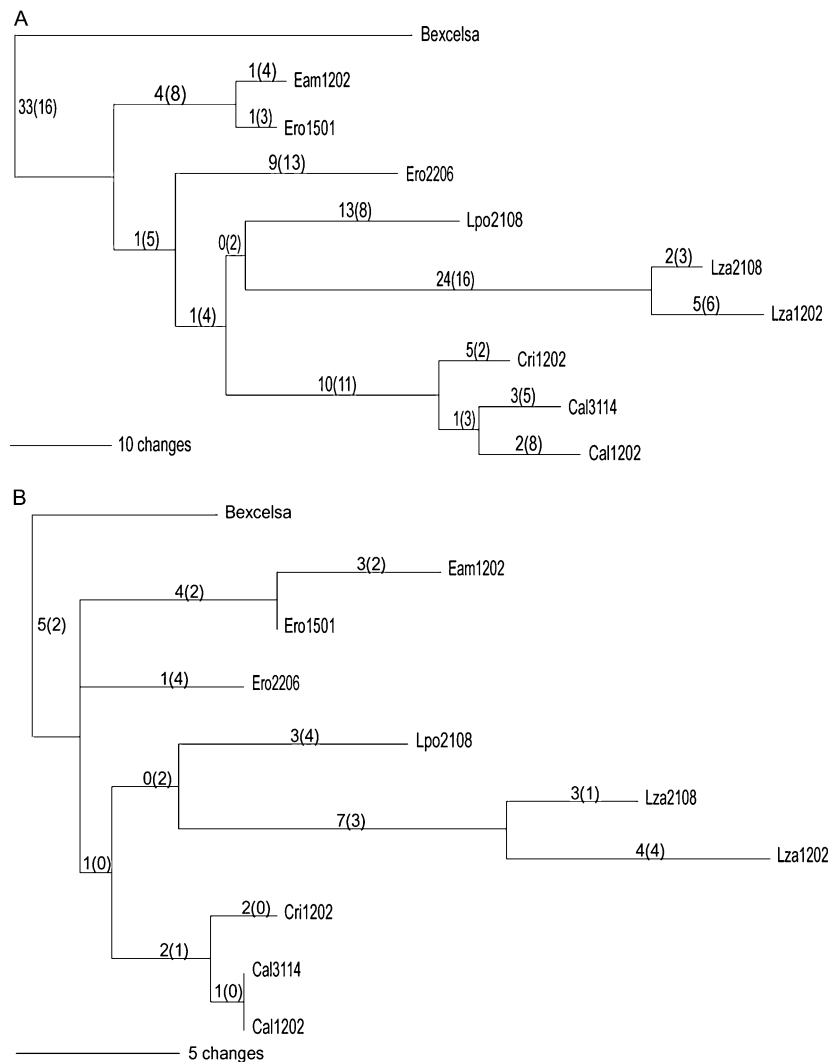 A
Bexcelsa
33(16)
1(4)
Eam1202
4(8)
1(3)
Ero1501
9(13)
Ero2206
13(8)
Lpo2108
1(5)
0(2)
2(3)
Lza2108
24(16)
5(6)
Lza1202
1(4)
5(2)
Cri1202
10(11)
3(5)
Cal3114
1(3)
2(8)
Cal1202
10 changes
B
Bexcelsa
3(2)
Eam1202
4(2)
5(2)
Ero1501
1(4)
Ero2206
3(4)
Lpo2108
0(2)
3(1)
Lza2108
7(3)
4(4)
Lza1202
1(0)
2(0)
Cri1202
2(1)
Cal3114
1(0)
Cal1202
5 changes